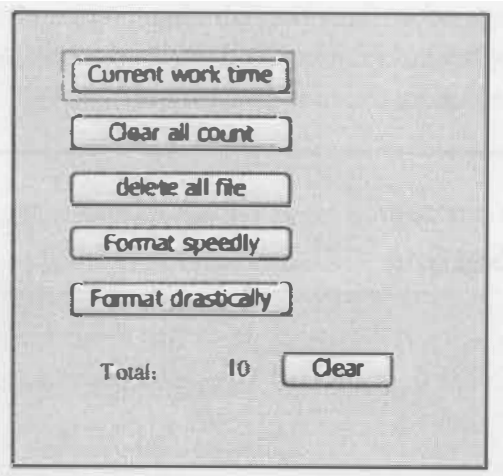 Current work time
Clear all count
delete all file
Format speedly
Format drastically
Total: 10 Clear